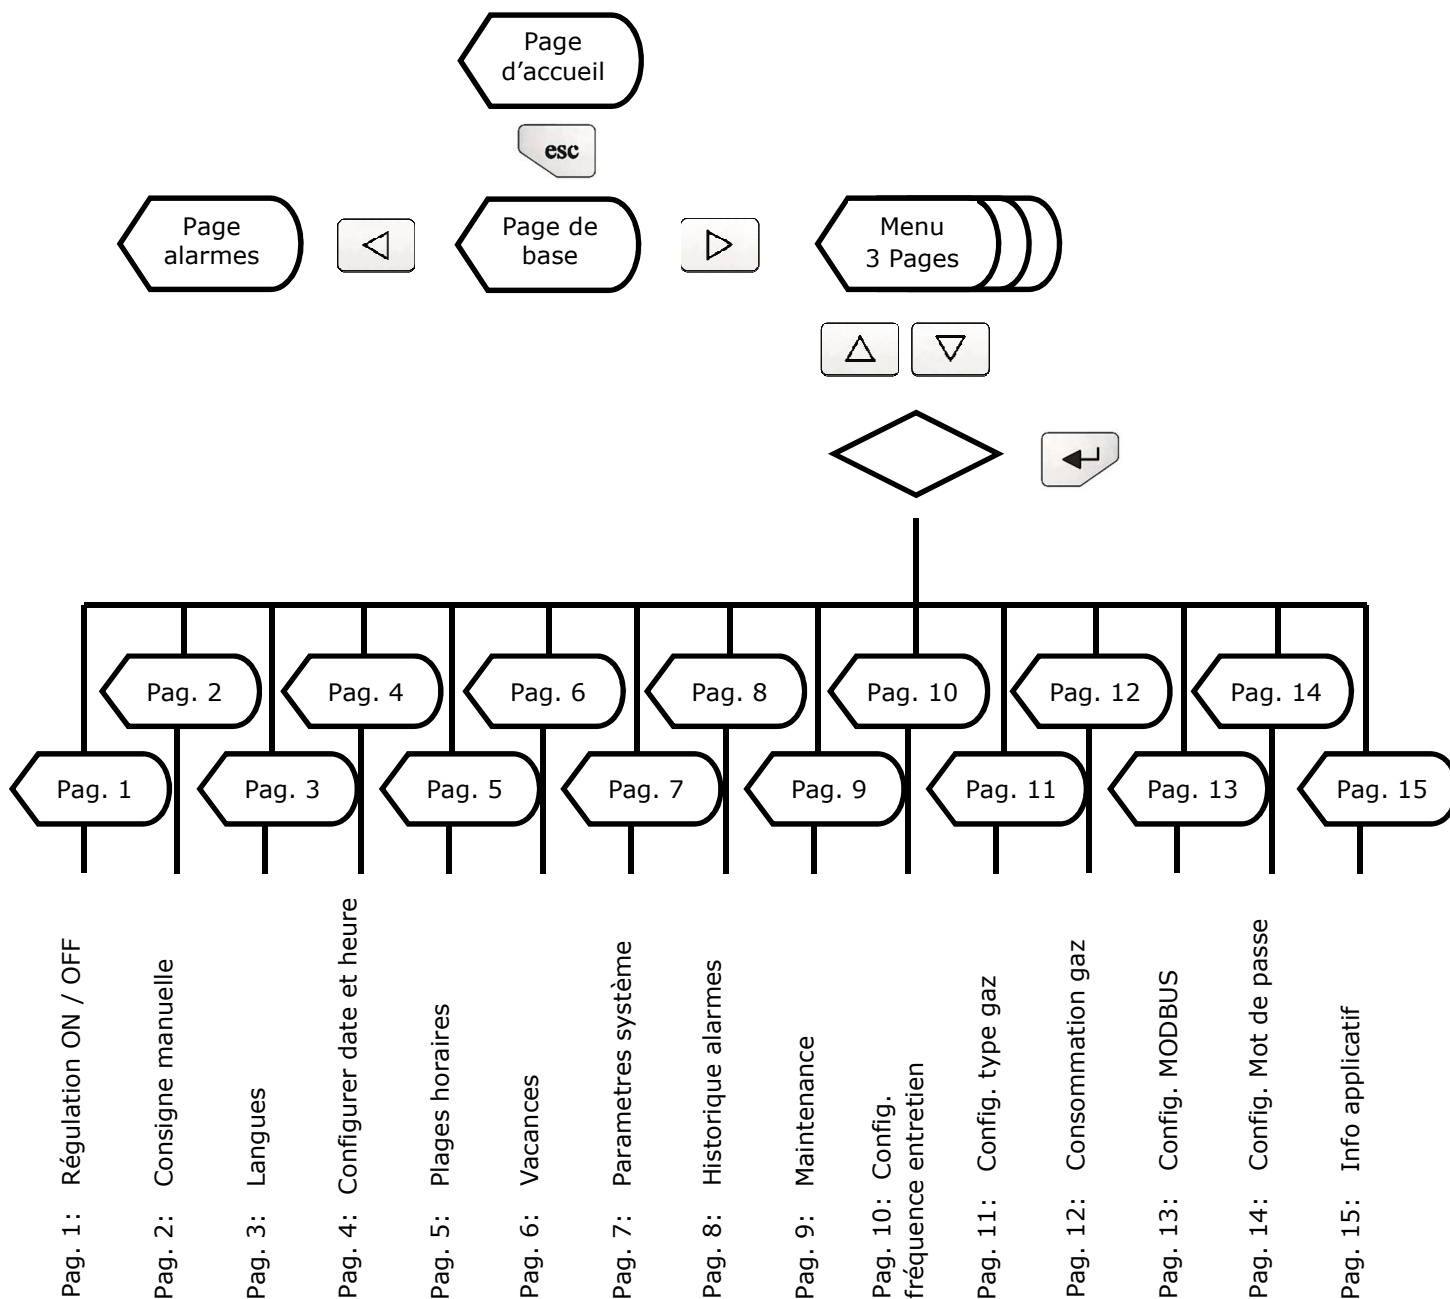 Page
d’accueil
esc
Page
alarmes
Page de
base
Menu
3 Pages
Pag. 2
Pag. 4
Pag. 6
Pag. 8
Pag. 10
Pag. 12
Pag. 14
Pag. 1
Pag. 3
Pag. 5
Pag. 7
Pag. 9
Pag. 11
Pag. 13
Pag. 15
Pag. 1: Régulation ON / OFF
Pag. 2: Consigne manuelle
Pag. 3: Langues
Pag. 4: Configurer date et heure
Pag. 5: Plages horaires
Pag. 6: Vacances
Pag. 7: Parametres système
Pag. 8: Historique alarmes
Pag. 9: Maintenance
Pag. 10: Config.
fréquence entretien
Pag. 11: Config. type gaz
Pag. 12: Consommation gaz
Pag. 13: Config. MODBUS
Pag. 14: Config. Mot de passe
Pag. 15: Info applicatif